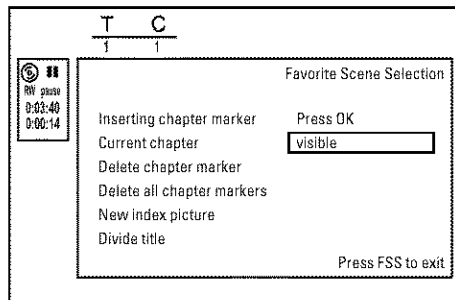 T C
1 1
RW pause
0:03:40
0:00:14
Favorite Scene Selection
Inserting chapter marker Press OK
Current chapter visible
Delete chapter marker
Delete all chapter markers
New index picture
Divide title
Press FSS to exit